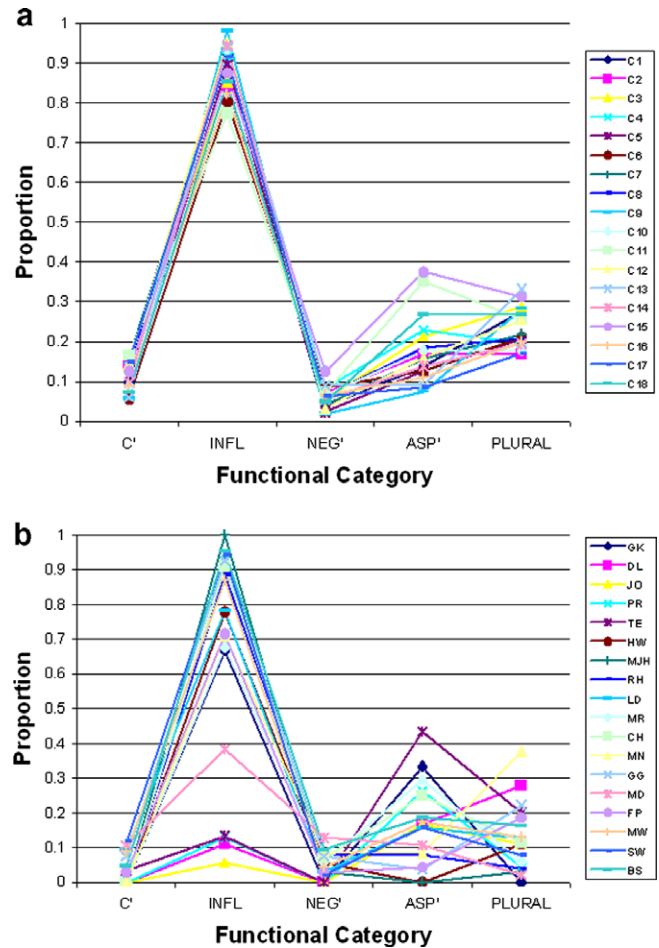 a
1
0.9
0.8
0.7
0.6
0.5
0.4
0.3
0.2
0.1
0
Proportion
C' INFL NEG' ASP' PLURAL
Functional Category
C1
C2
C3
C4
C5
C6
C7
C8
C9
C10
C11
C12
C13
C14
C15
C16
C17
C18
b
1
0.9
0.8
0.7
0.6
0.5
0.4
0.3
0.2
0.1
0
Proportion
C' INFL NEG' ASP' PLURAL
Functional Category
GK
DL
JO
PR
TE
HW
MJH
RH
LD
MR
CH
MN
GG
MD
FP
MW
SW
BS